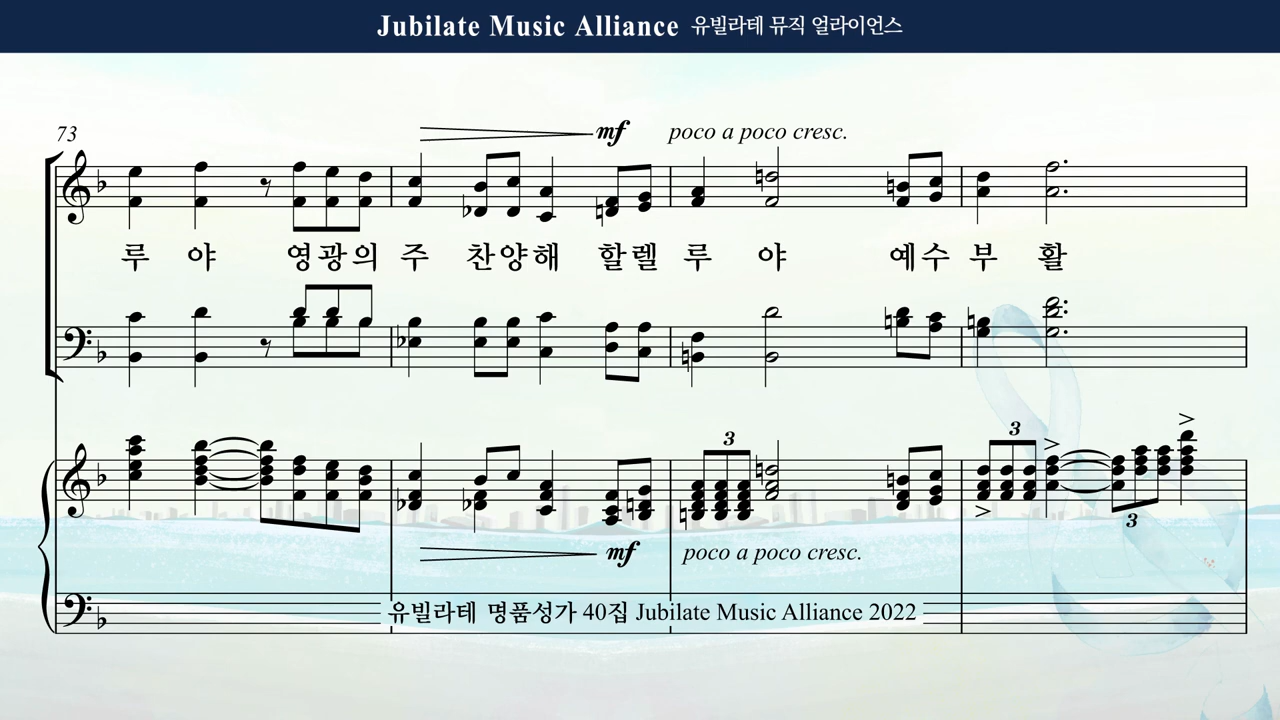 Jubilate Music Alliance 유빌라테 뮤직 얼라이언스
73
mf poco a poco cresc.
루 야 영광의 주 찬양해 할렐 루 야 예수 부 활
3 3
3
mf poco a poco cresc.
유빌라테 명품성가 40집 Jubilate Music Alliance 2022